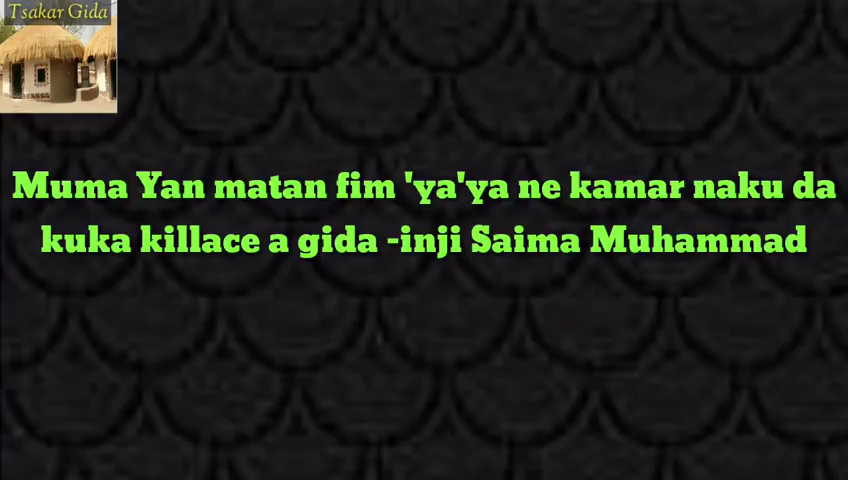 Tsakar Gida
Muma Yan matan fim 'ya'ya ne kamar naku da
kuka killace a gida -inji Saima Muhammad